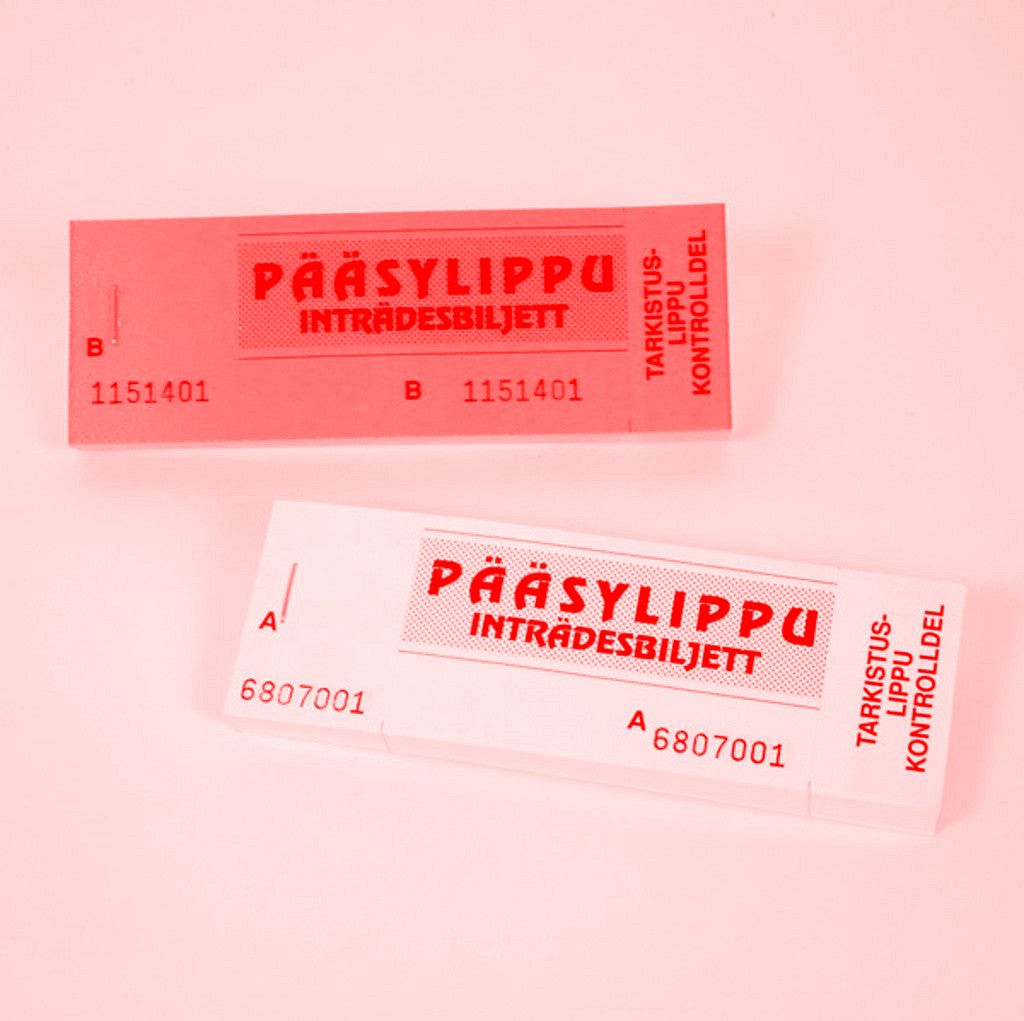 PÄÄSYLIPPU
INTRÄDESBILJETT
B
1151401
B 1151401
TARKISTUS-
LIPPU
KONTROLLDEL
PÄÄSYLIPPU
INTRÄDESBILJETT
A
6807001
A 6807001
TARKISTUS-
LIPPU
KONTROLLDEL